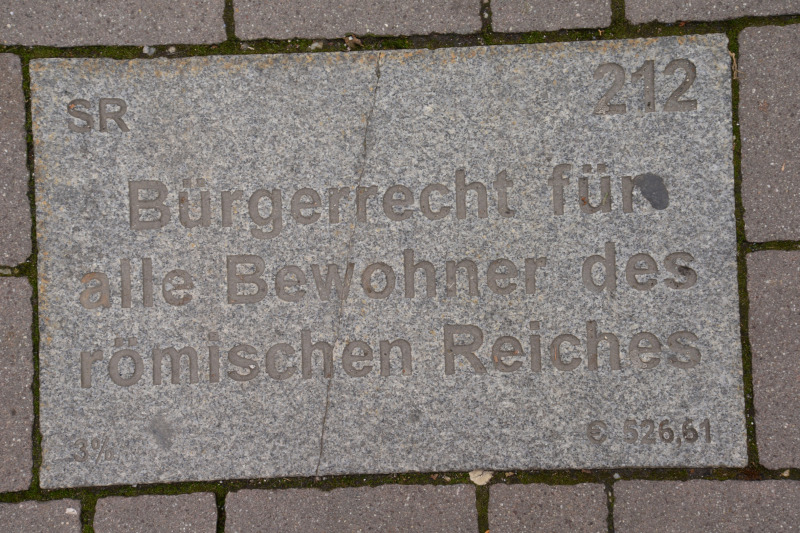 SR 212
Bürgerrecht für
alle Bewohner des
römischen Reiches
3% € 526,61